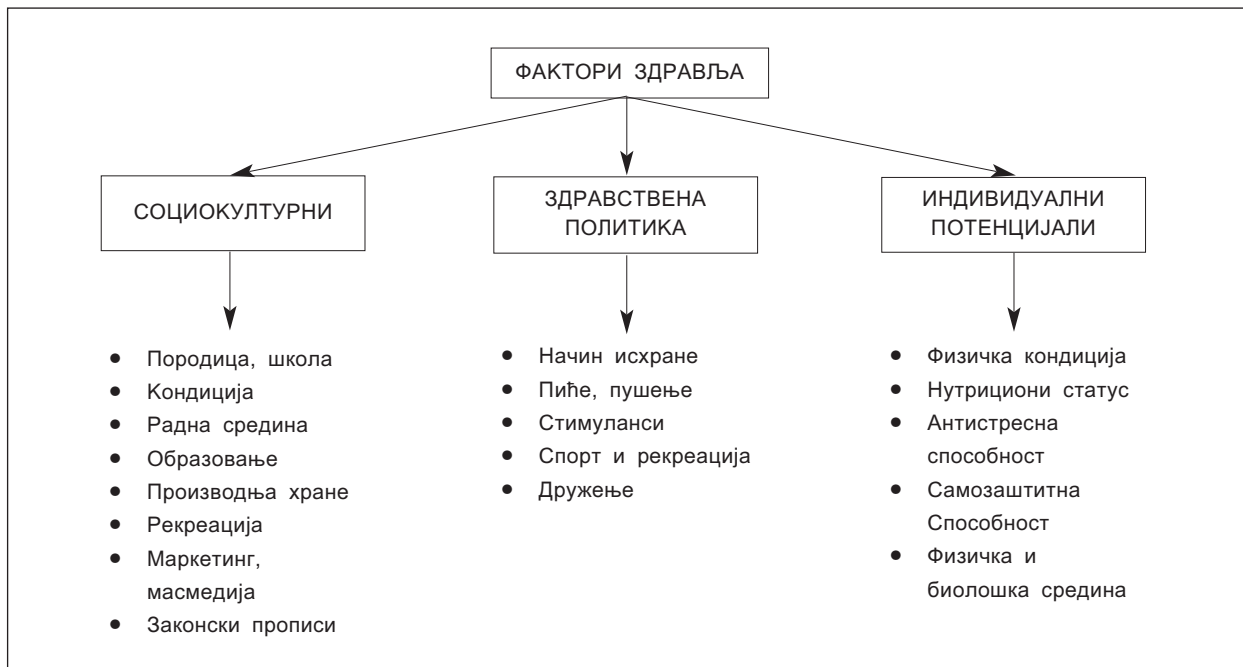 ФАКТОРИ ЗДРАВЉА
СОЦИОКУЛТУРНИ
• Породица, школа
• Кондиција
• Радна средина
• Образовање
• Производња хране
• Рекреација
• Маркетинг,
масмедија
• Законски прописи
ЗДРАВСТВЕНА
ПОЛИТИКА
• Начин исхране
• Пиће, пушење
• Стимуланси
• Спорт и рекреација
• Дружење
ИНДИВИДУАЛНИ
ПОТЕНЦИЈАЛИ
• Физичка кондиција
• Нутрициони статус
• Антистресна
способност
• Самозаштитна
Способност
• Физичка и
биолошка средина